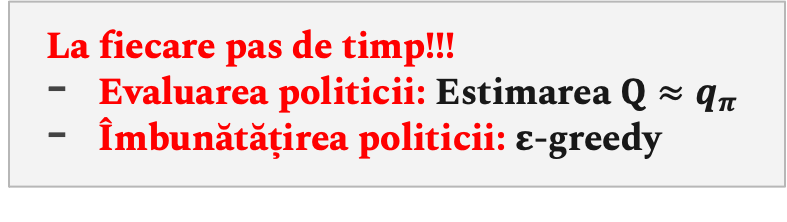 La fiecare pas de timp!!!
- Evaluarea politicii: Estimarea Q ≈ qπ
- Îmbunătățirea politicii: ε-greedy